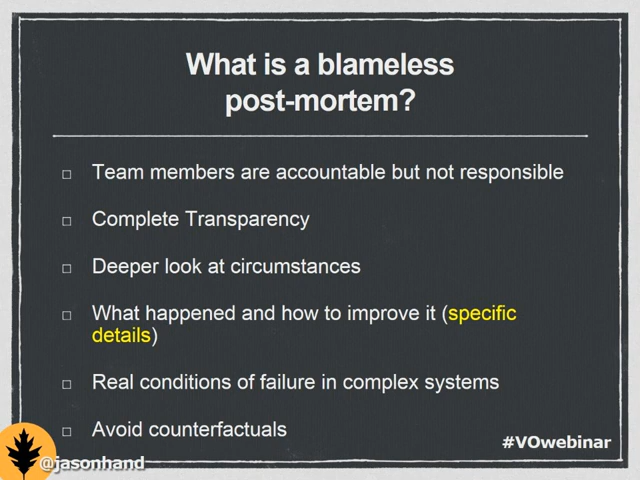 What is a blameless
post-mortem?
Team members are accountable but not responsible
Complete Transparency
Deeper look at circumstances
What happened and how to improve it (specific
details)
Real conditions of failure in complex systems
Avoid counterfactuals
#VOwebinar
@jasonhand